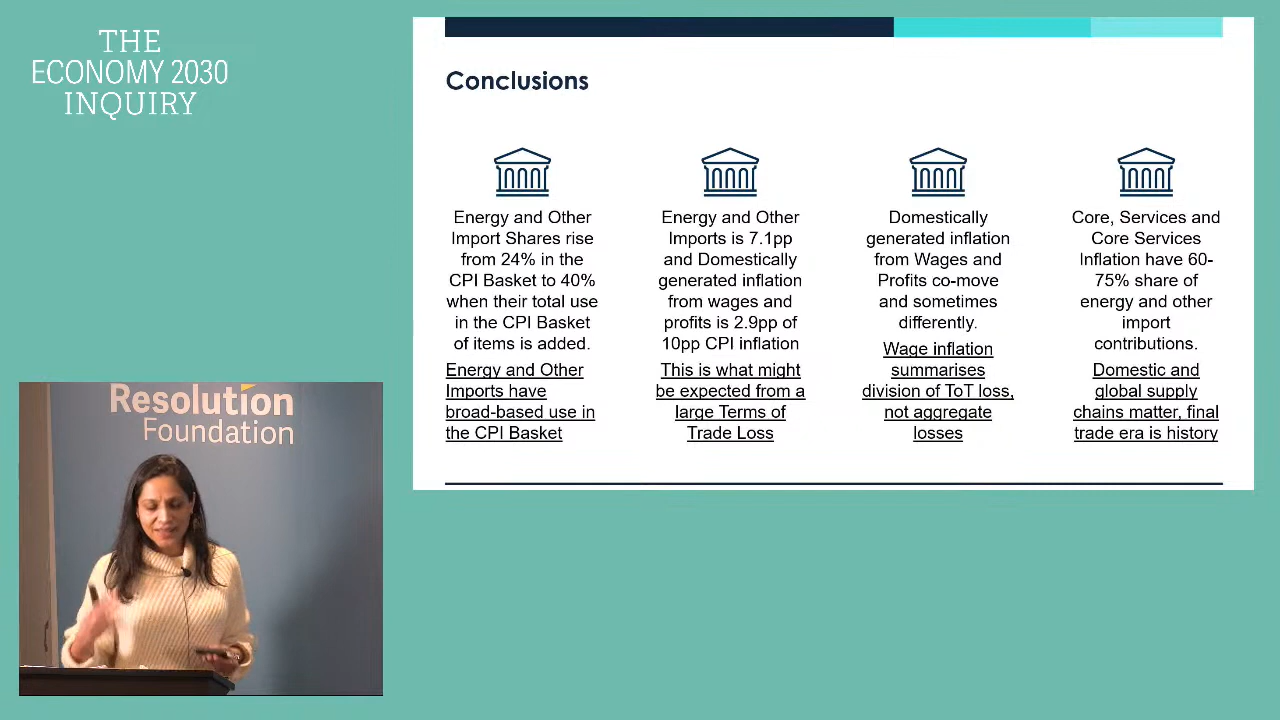 THE
ECONOMY 2030
INQUIRY
Conclusions
Energy and Other
Import Shares rise
from 24% in the
CPI Basket to 40%
when their total use
in the CPI Basket
of items is added.
Energy and Other
Imports have
broad-based use in
the CPI Basket
Energy and Other
Imports is 7.1pp
and Domestically
generated inflation
from wages and
profits is 2.9pp of
10pp CPI inflation
This is what might
be expected from a
large Terms of
Trade Loss
Domestically
generated inflation
from Wages and
Profits co-move
and sometimes
differently.
Wage inflation
summarises
division of ToT loss,
not aggregate
losses
Core, Services and
Core Services
Inflation have 60-
75% share of
energy and other
import
contributions.
Domestic and
global supply
chains matter, final
trade era is history
Resolution
Foundation